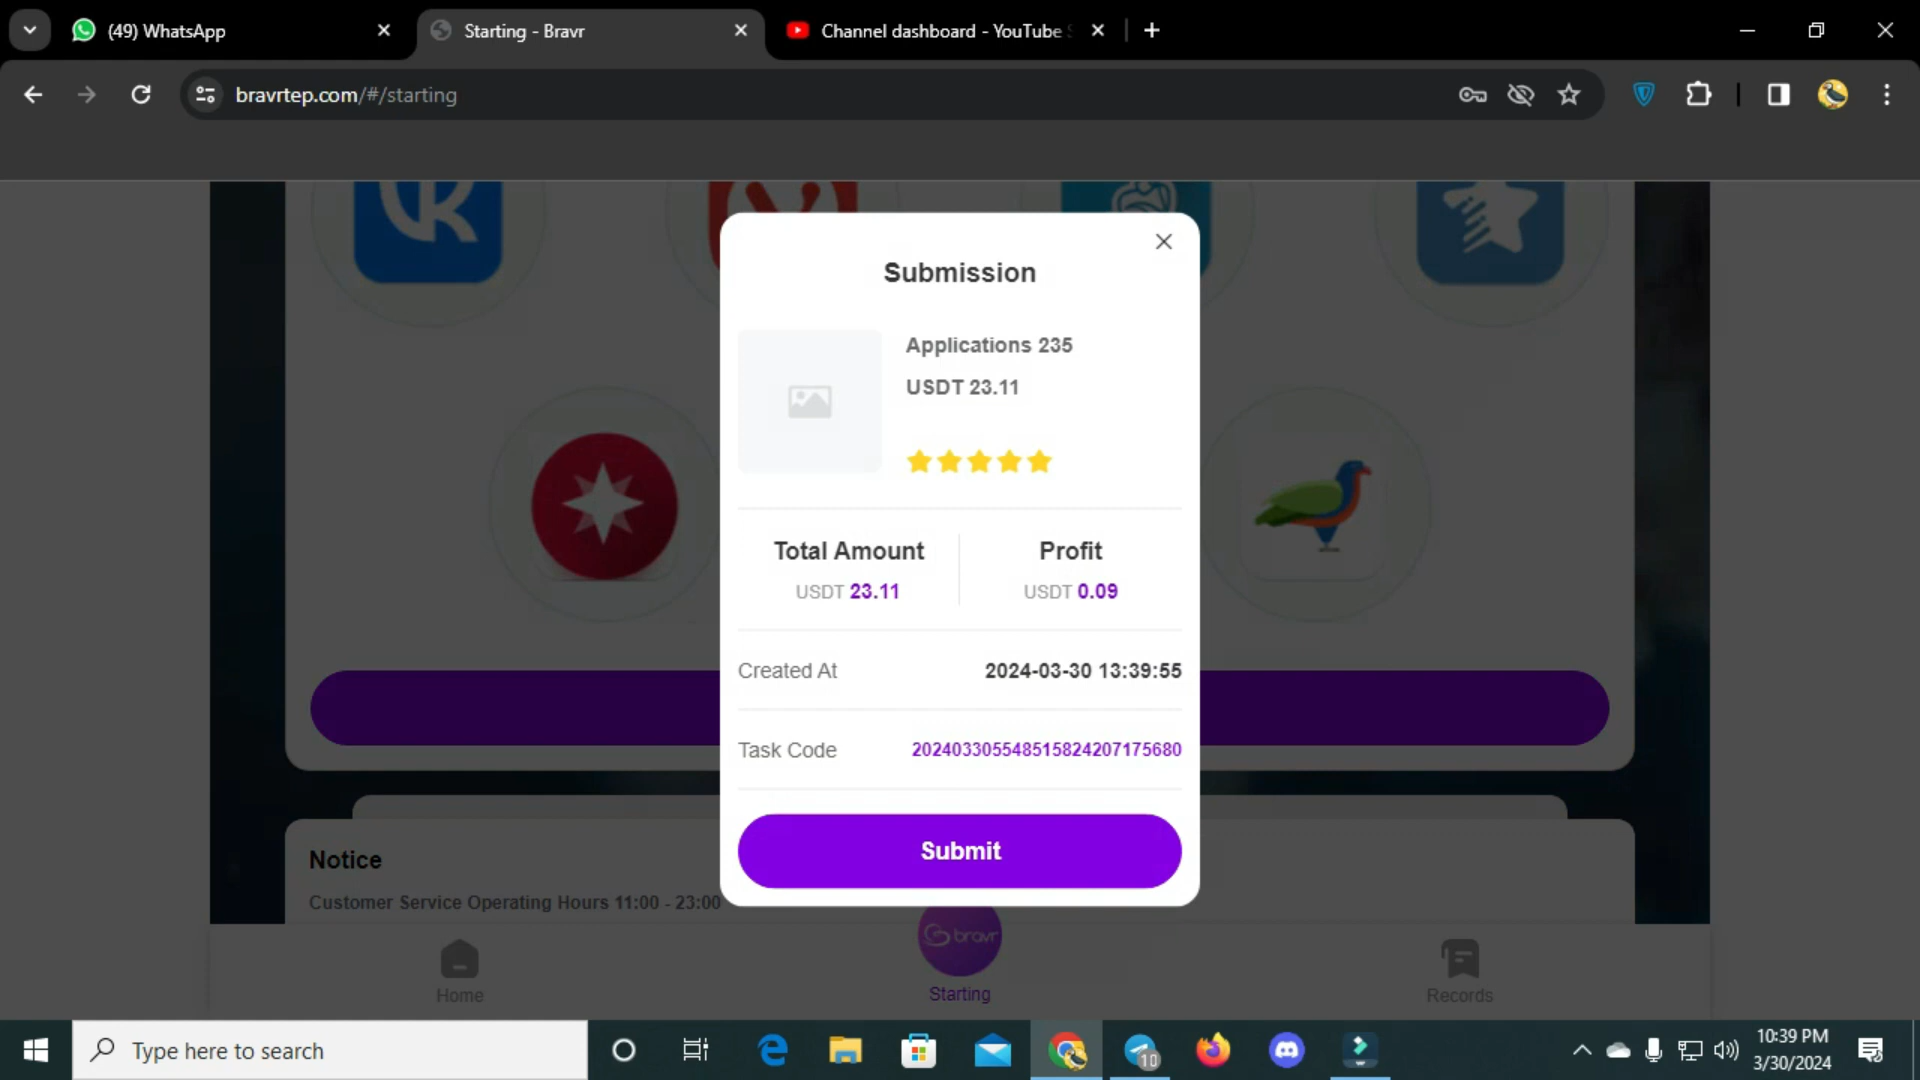 (49) WhatsApp
Starting - Bravr
Channel dashboard - YouTube S
bravrtep.com/#/starting
Submission
Applications 235
USDT 23.11
Total Amount
Profit
USDT 23.11
USDT 0.09
Created At
2024-03-30 13:39:55
Task Code
202403305548515824207175680
Submit
Notice
Customer Service Operating Hours 11:00 - 23:00
bravr
Home
Starting
Records
Type here to search
10
10:39 PM
3/30/2024